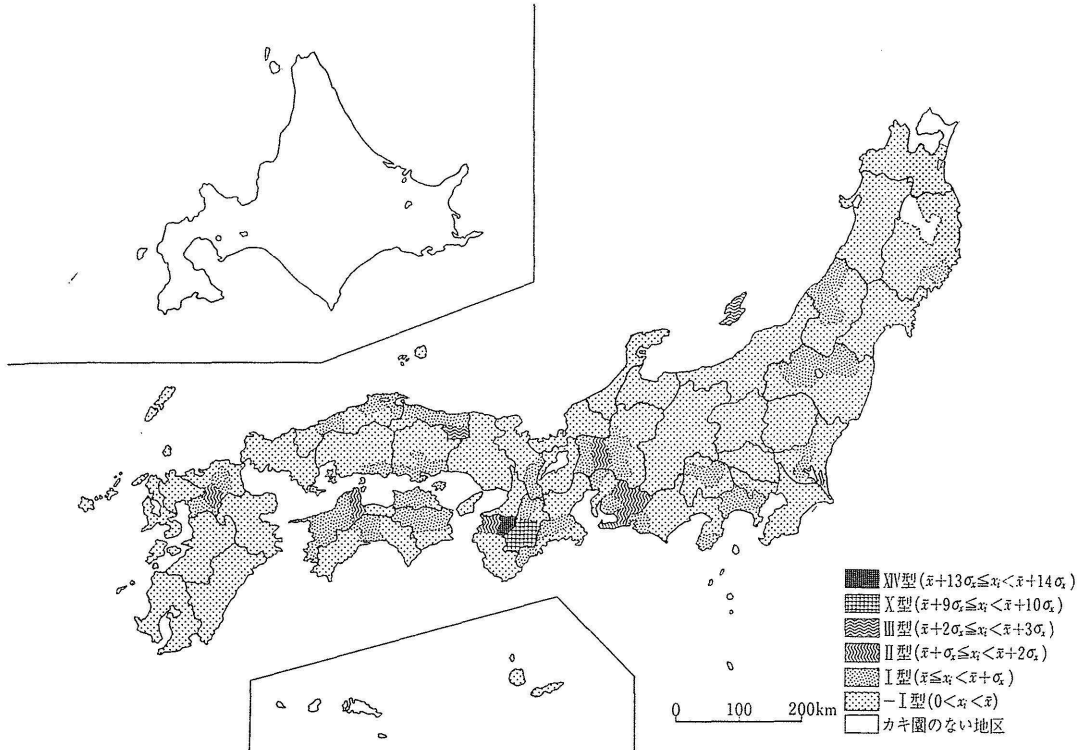 XIV型(x̄+13σₓ≦xᵢ<x̄+14σₓ)
X型(x̄+9σₓ≦xᵢ<x̄+10σₓ)
III型(x̄+2σₓ≦xᵢ<x̄+3σₓ)
II型(x̄+σₓ≦xᵢ<x̄+2σₓ)
I型(x̄≦xᵢ<x̄+σₓ)
−I型(0<xᵢ<x̄)
カキ園のない地区
0 100 200km